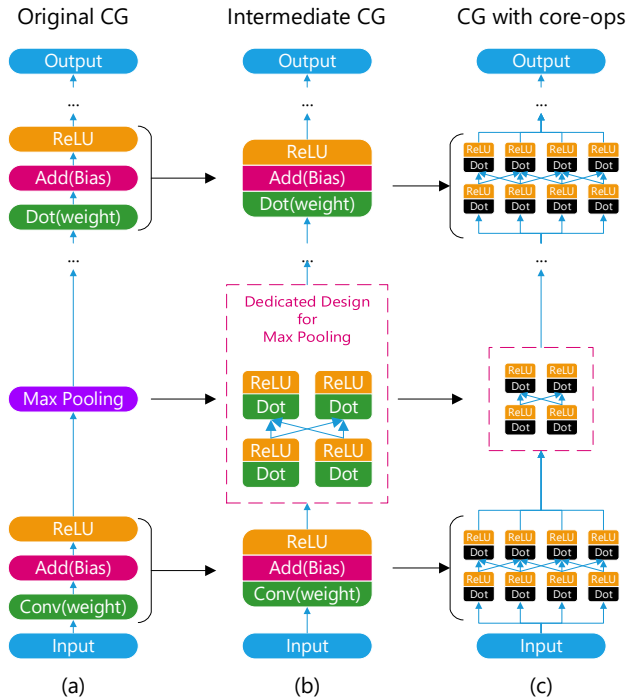 Original CG
Intermediate CG
CG with core-ops
Output
Output
Output
...
...
...
ReLU
Add(Bias)
Dot(weight)
ReLU
Add(Bias)
Dot(weight)
ReLU ReLU ReLU ReLU
Dot Dot Dot Dot
ReLU ReLU ReLU ReLU
Dot Dot Dot Dot
...
...
...
Max Pooling
Dedicated Design
for
Max Pooling
ReLU ReLU
Dot Dot
ReLU ReLU
Dot Dot
ReLU ReLU
Dot Dot
ReLU ReLU
Dot Dot
ReLU
Add(Bias)
Conv(weight)
ReLU
Add(Bias)
Conv(weight)
ReLU ReLU ReLU ReLU
Dot Dot Dot Dot
ReLU ReLU ReLU ReLU
Dot Dot Dot Dot
Input
Input
Input
(a)
(b)
(c)